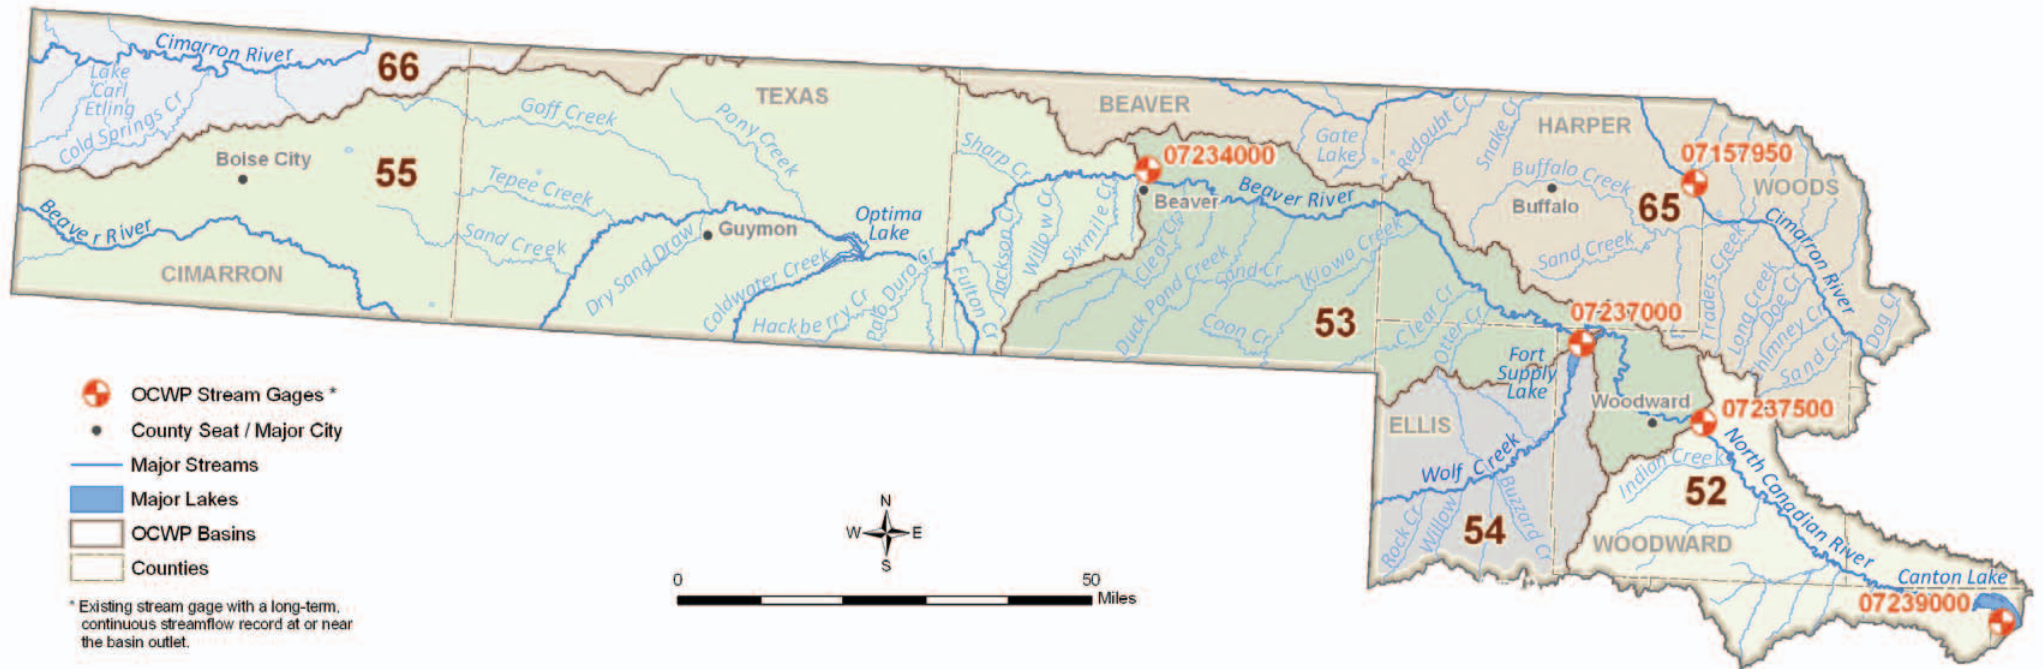 Cimarron River
66
Lake
Carl
Etling
Cold Springs Cr
Goff Creek
TEXAS
Pony Creek
BEAVER
Gate
Lake
Redoubt Cr
Snake Cr
HARPER
07157950
Boise City
55
Tepee Creek
Sharp Cr
07234000
Buffalo Creek
WOODS
Beaver River
Beaver
Beaver River
Buffalo
65
Cimarron River
CIMARRON
Sand Creek
Dry Sand Draw
Guymon
Optima
Lake
Coldwater Creek
Hackberry Cr
Palo Duro Cr
Fulton Cr
Jackson Cr
Willow Cr
Sixmile Cr
Clear Cr
Duck Pond Creek
Sand Cr
Kiowa Creek
Coon Cr
53
Clear Cr
Otter Cr
Sand Creek
Traders Creek
Long Creek
Doe Cr
Chimney Cr
Sand Cr
Dog Cr
07237000
Fort
Supply
Lake
Woodward
07237500
ELLIS
Wolf Creek
Rock Cr
Willow
Buzzard Cr
54
Indian Creek
52
North Canadian River
WOODWARD
Canton Lake
07239000
OCWP Stream Gages *
County Seat / Major City
Major Streams
Major Lakes
OCWP Basins
Counties
* Existing stream gage with a long-term,
continuous streamflow record at or near
the basin outlet.
N
W E
S
0 50
Miles